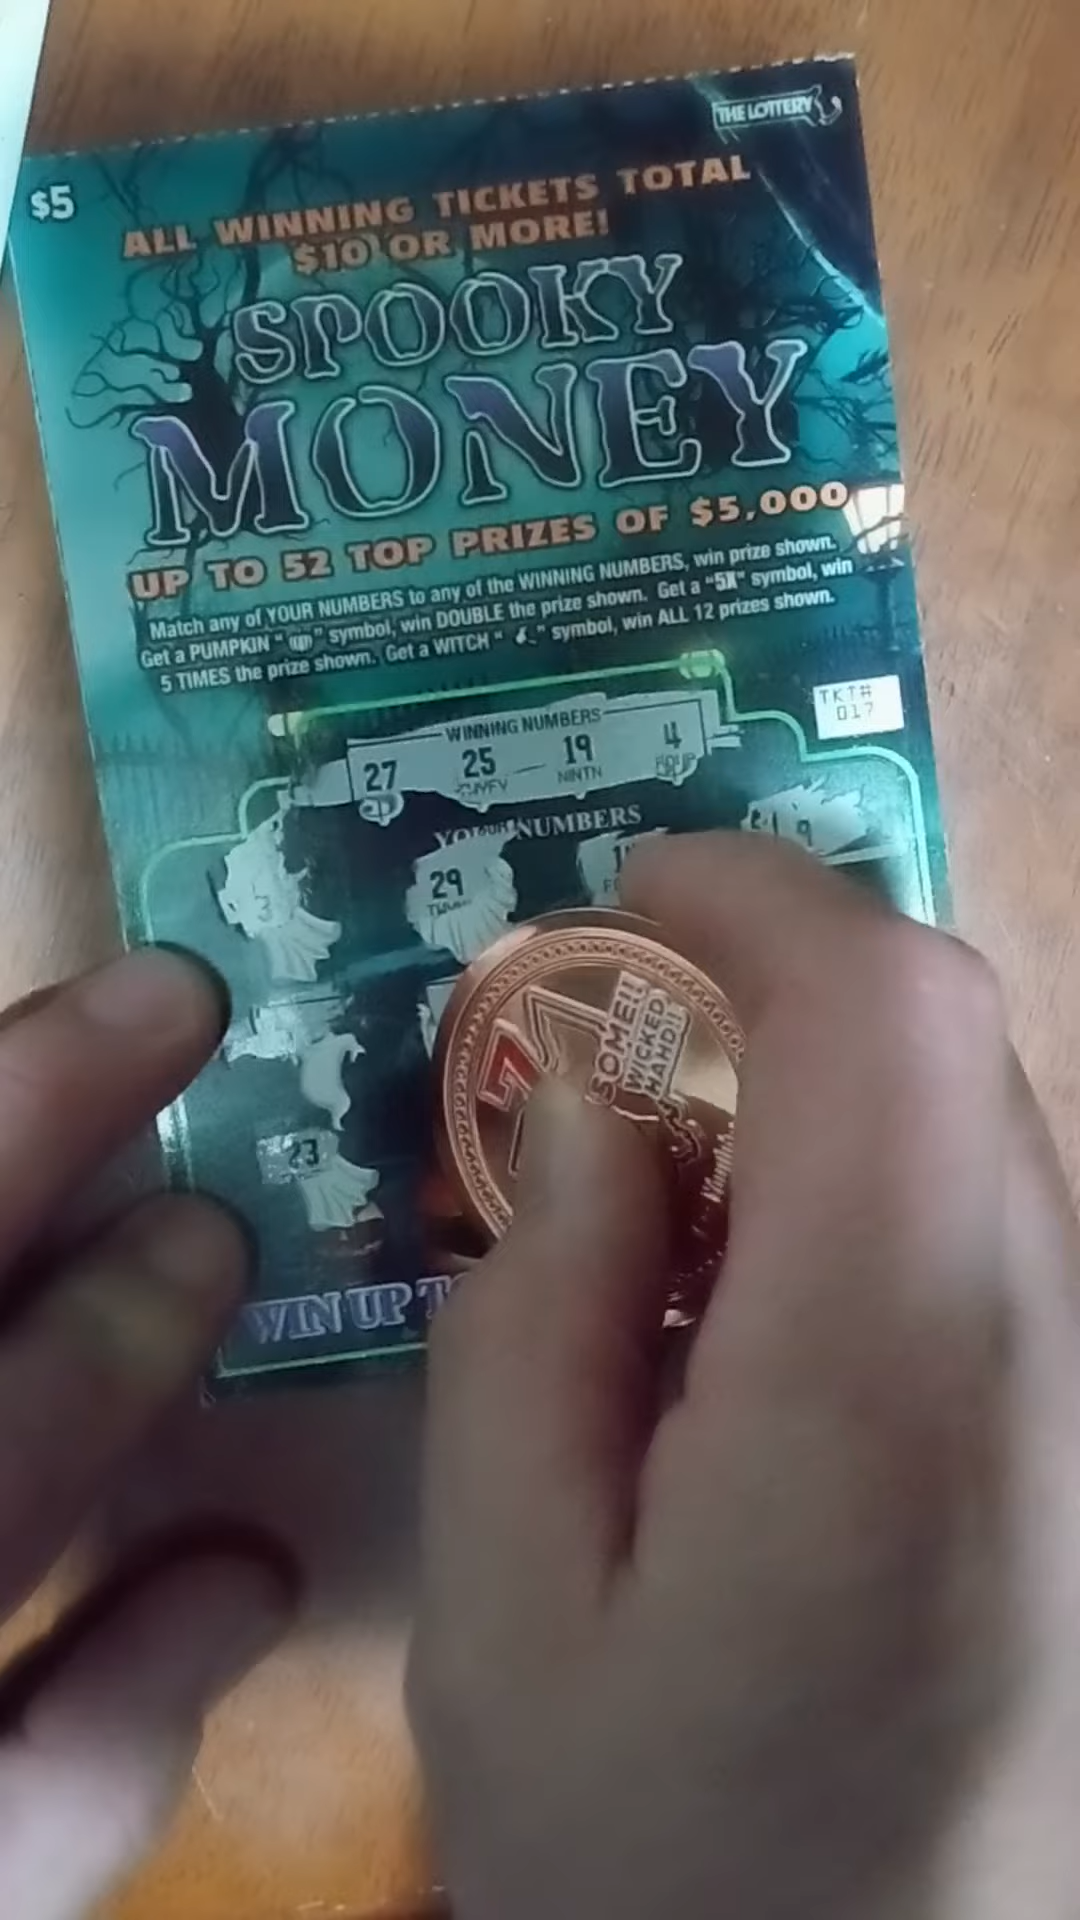 THE LOTTERY
$5
ALL WINNING TICKETS TOTAL
$10 OR MORE!
SPOOKY
MONEY
UP TO 52 TOP PRIZES OF $5,000
Match any of YOUR NUMBERS to any of the WINNING NUMBERS, win prize shown.
Get a PUMPKIN " " symbol, win DOUBLE the prize shown. Get a "5X" symbol, win
5 TIMES the prize shown. Get a WITCH " " symbol, win ALL 12 prizes shown.
TKT#
017
WINNING NUMBERS
27 25 19 4
NINTN
YOUR NUMBERS
29
23
SOME!!
WICKED
HAHD!!
WIN UP